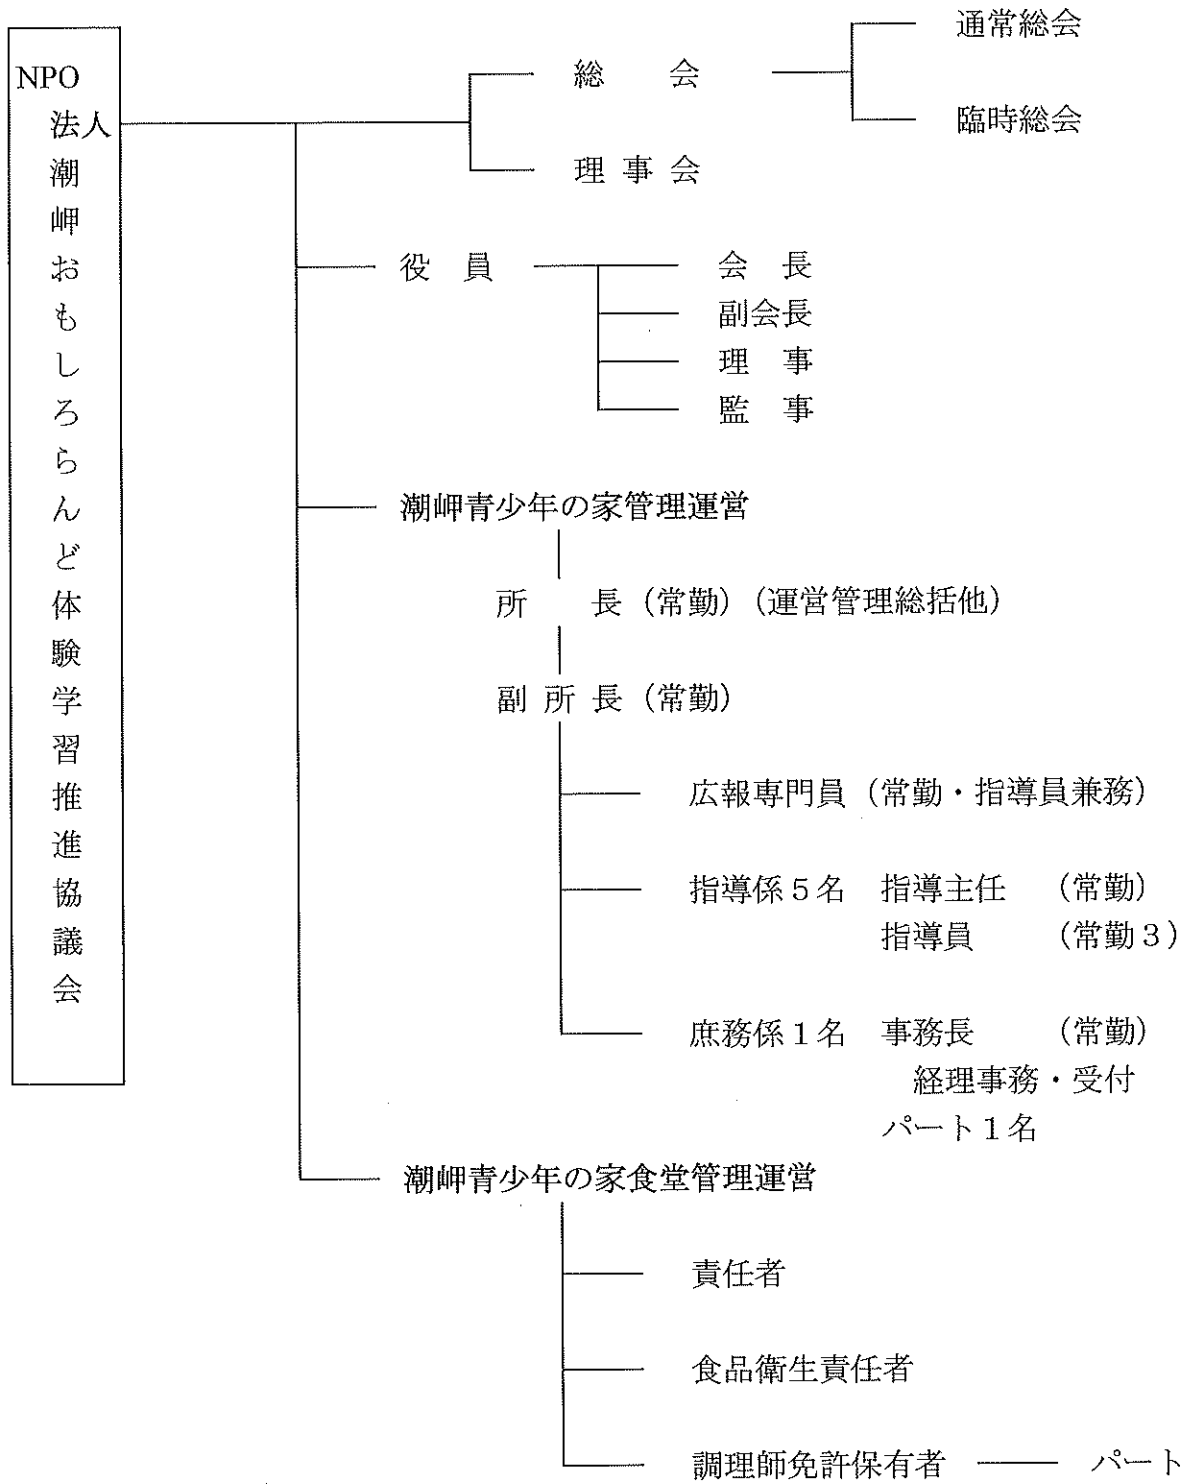 NPO
法人
潮
岬
お
も
し
ろ
ら
ん
ど
体
験
学
習
推
進
協
議
会
総　会
通常総会
臨時総会
理 事 会
役　員
会　長
副会長
理　事
監　事
潮岬青少年の家管理運営
所　　長（常勤）（運営管理総括他）
副 所 長（常勤）
広報専門員（常勤・指導員兼務）
指導係５名　指導主任　（常勤）
指導員　　（常勤３）
庶務係１名　事務長　　（常勤）
経理事務・受付
パート１名
潮岬青少年の家食堂管理運営
責任者
食品衛生責任者
調理師免許保有者　パート